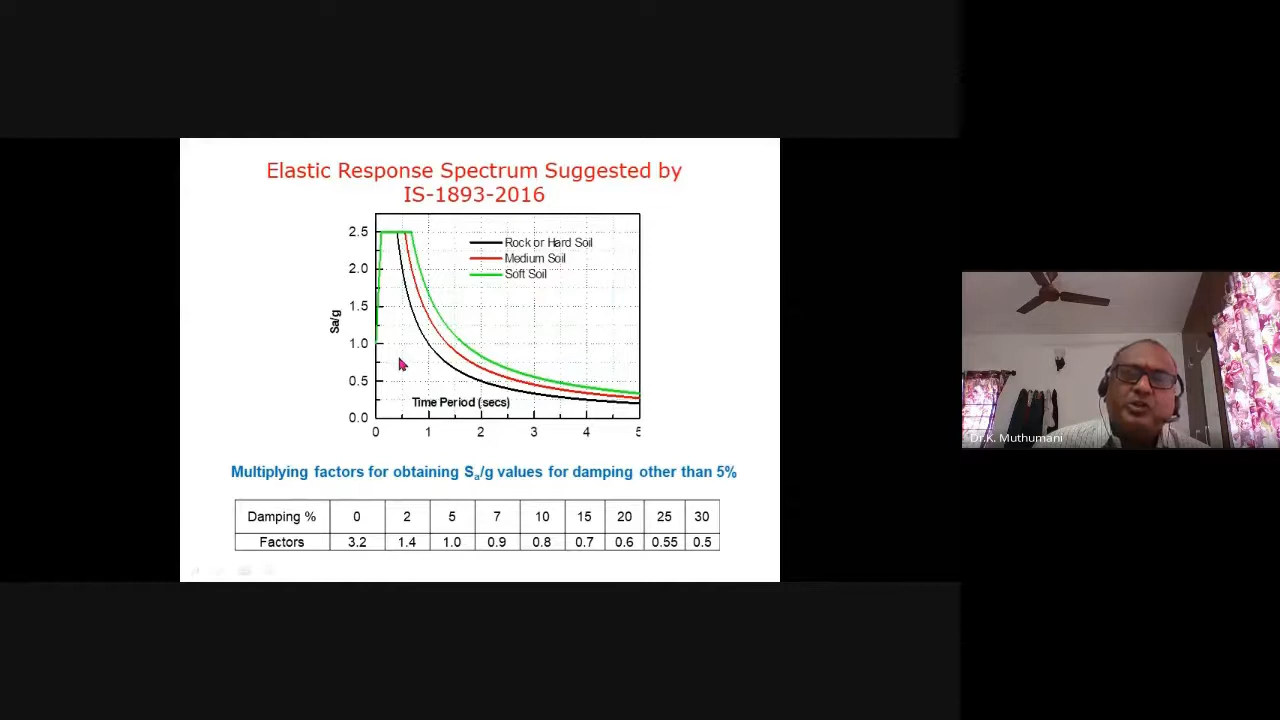 Elastic Response Spectrum Suggested by
IS-1893-2016
2.5
2.0
1.5
1.0
0.5
0.0
Sa/g
Rock or Hard Soil
Medium Soil
Soft Soil
Time Period (secs)
0 1 2 3 4 5
Multiplying factors for obtaining Sa/g values for damping other than 5%
Damping % 0 2 5 7 10 15 20 25 30
Factors 3.2 1.4 1.0 0.9 0.8 0.7 0.6 0.55 0.5
Dr.K. Muthumani